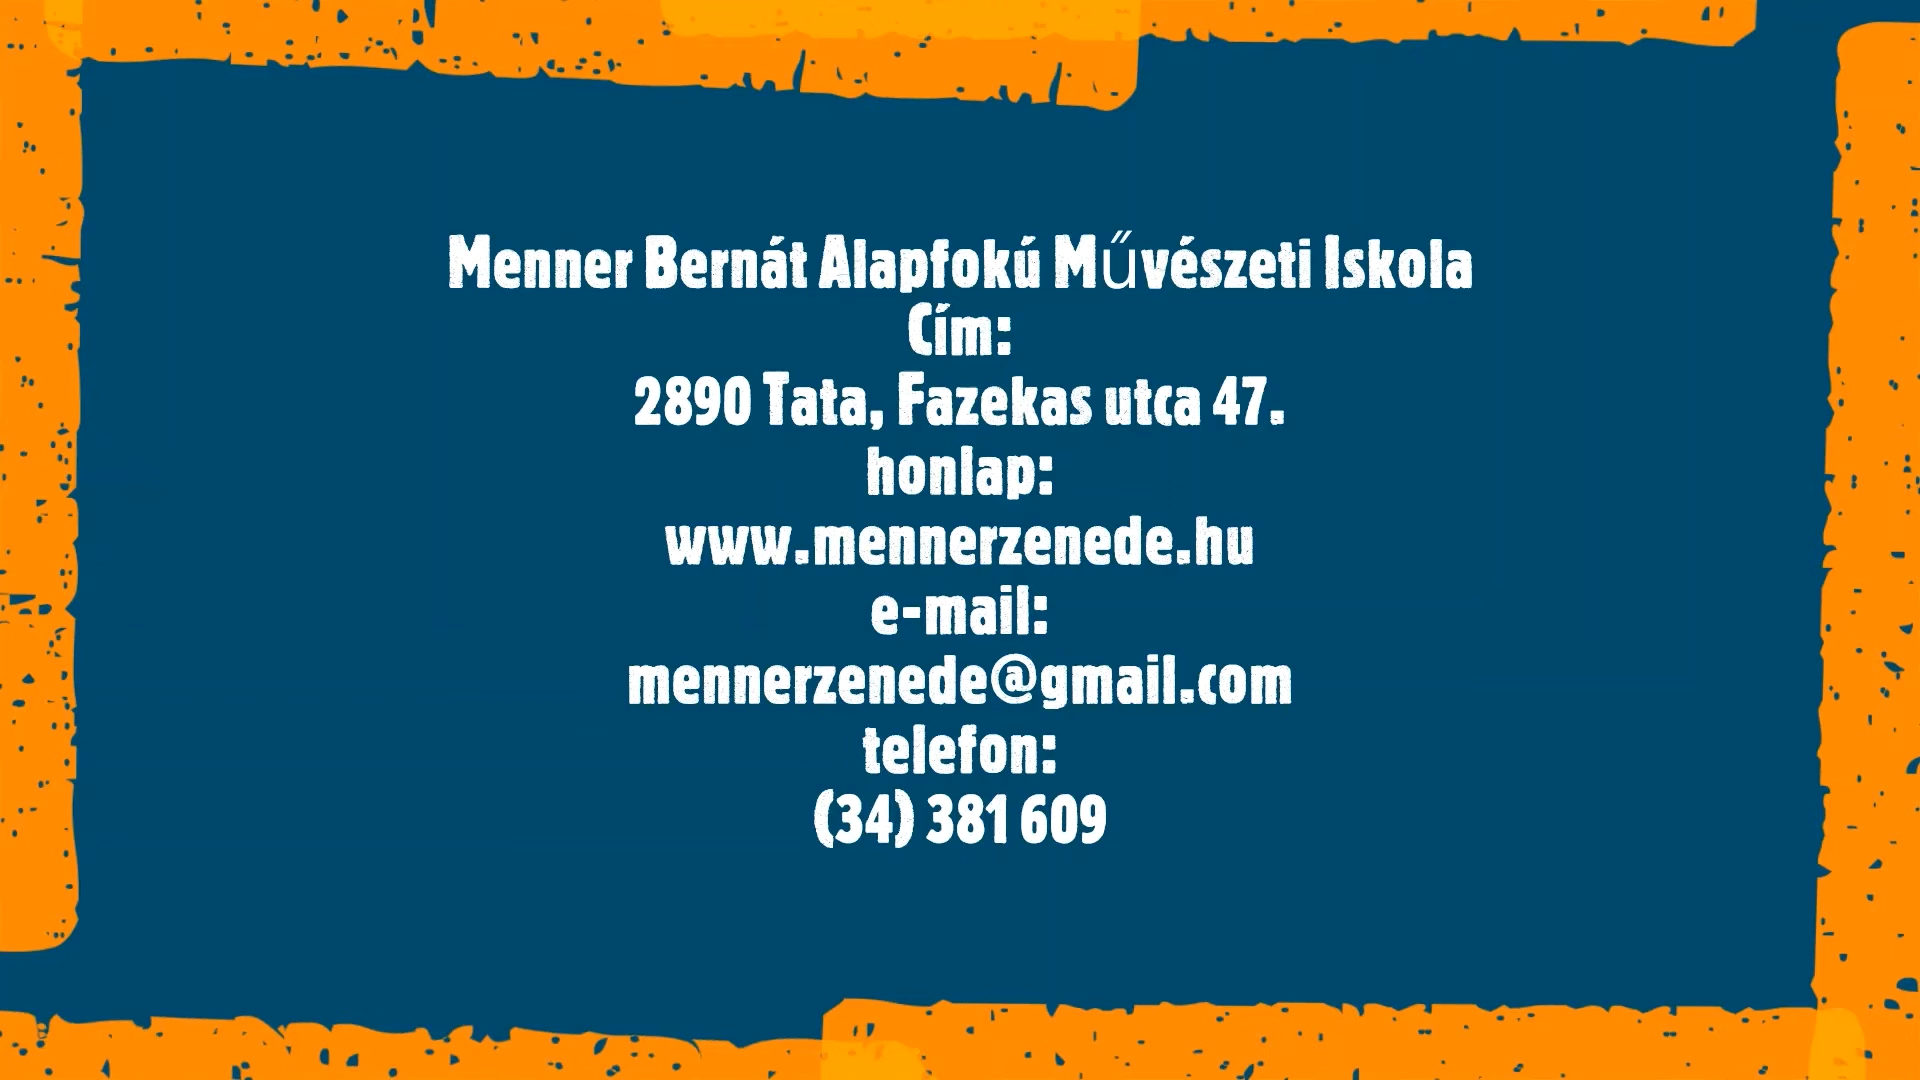 Menner Bernát Alapfokú Művészeti Iskola
Cím:
2890 Tata, Fazekas utca 47.
honlap:
www.mennerzenede.hu
e-mail:
mennerzenede@gmail.com
telefon:
(34) 381 609